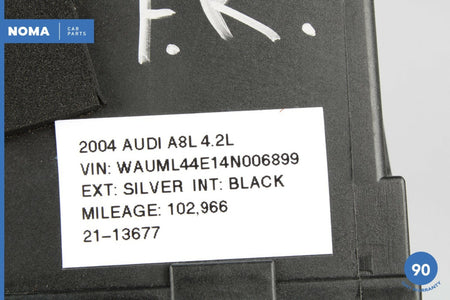 NOMA CAR PARTS
F.R.
2004 AUDI A8L 4.2L
VIN: WAUML44E14N006899
EXT: SILVER INT: BLACK
MILEAGE: 102,966
21-13677
90
WARRANTY